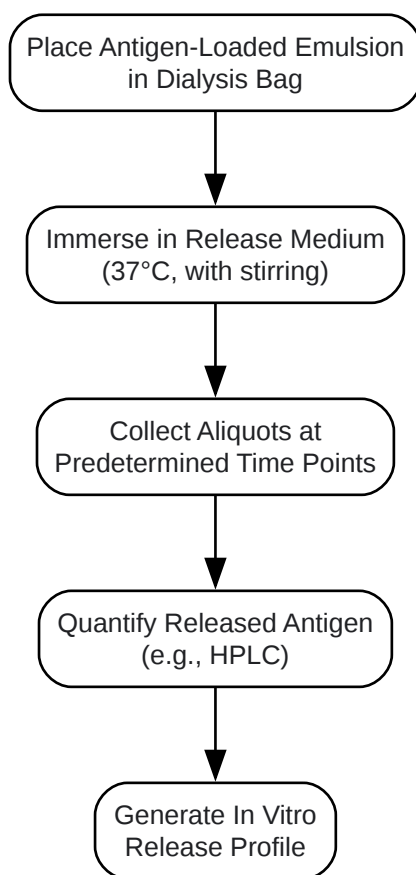 Place Antigen-Loaded Emulsion
in Dialysis Bag
Immerse in Release Medium
(37°C, with stirring)
Collect Aliquots at
Predetermined Time Points
Quantify Released Antigen
(e.g., HPLC)
Generate In Vitro
Release Profile